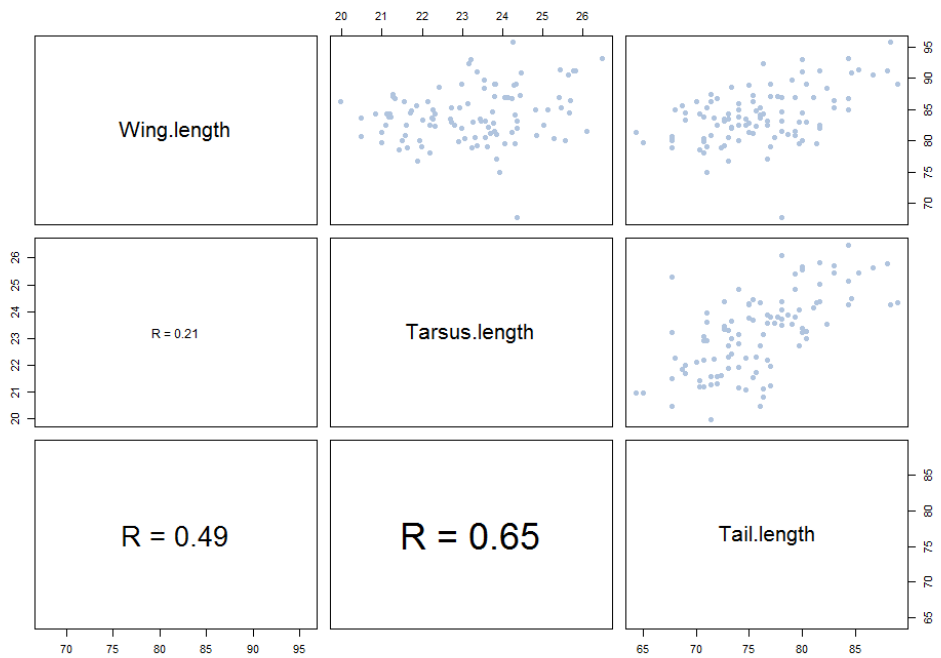 20 21 22 23 24 25 26
Wing.length
70 75 80 85 90 95
20 21 22 23 24 25 26
R = 0.21
Tarsus.length
R = 0.49
R = 0.65
Tail.length
65 70 75 80 85
70 75 80 85 90 95
65 70 75 80 85